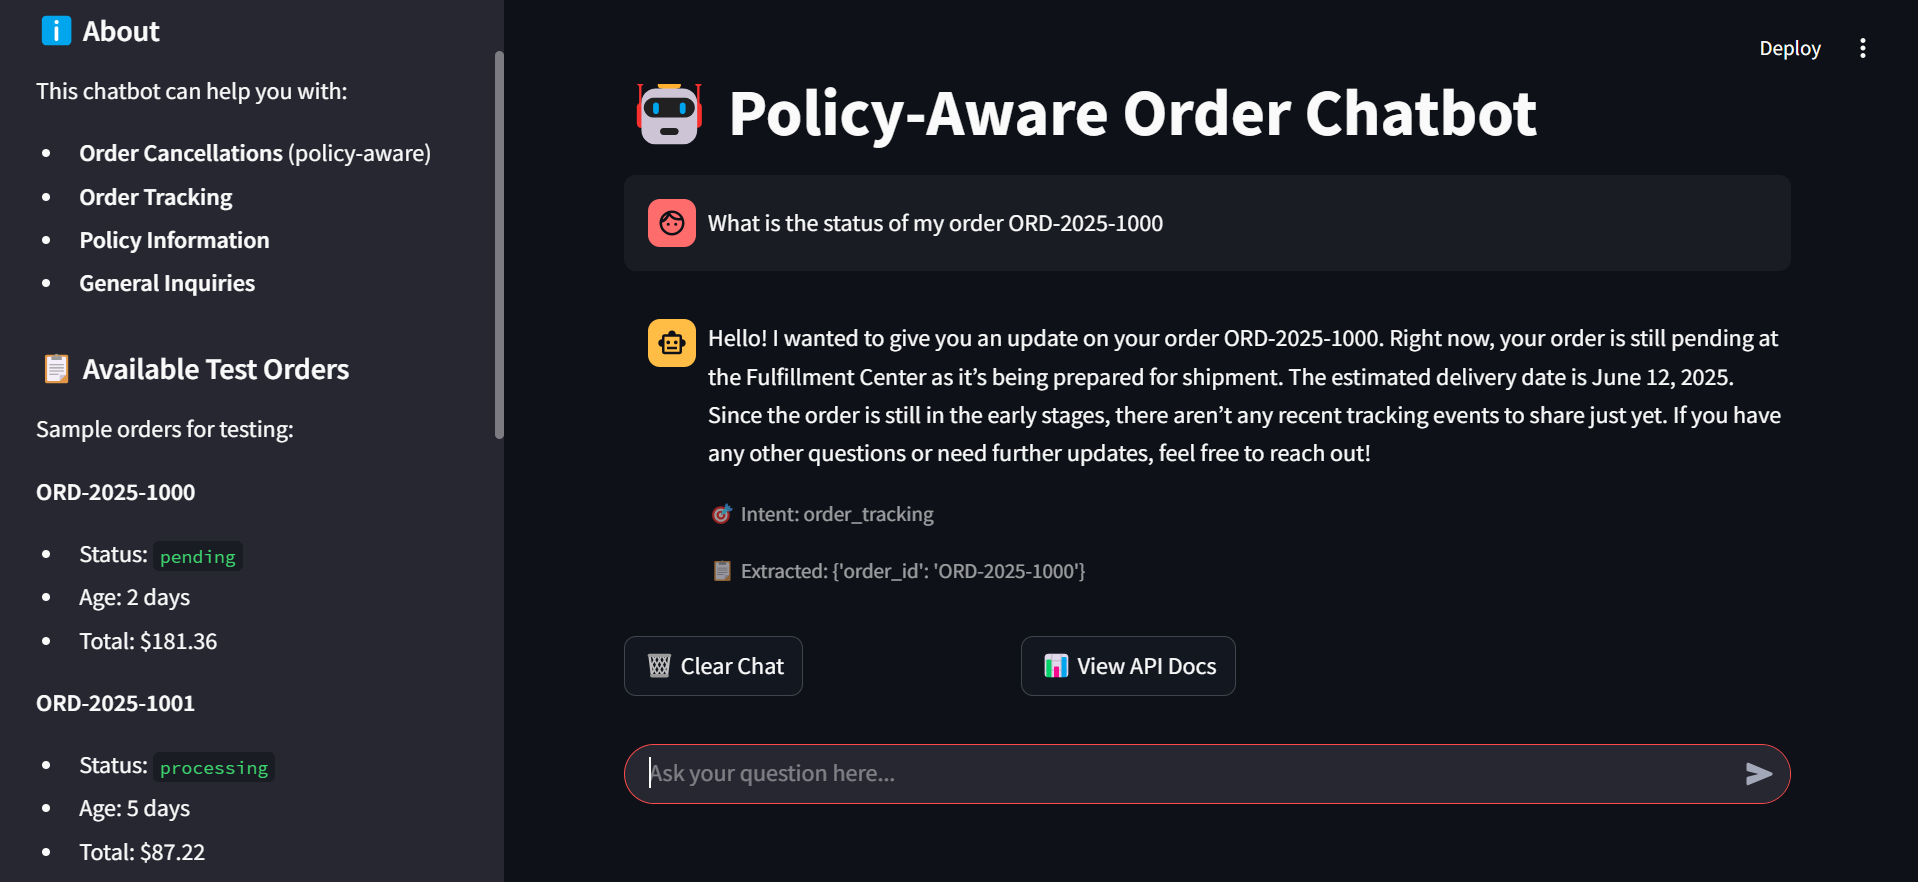 About
This chatbot can help you with:
Order Cancellations (policy-aware)
Order Tracking
Policy Information
General Inquiries
Available Test Orders
Sample orders for testing:
ORD-2025-1000
Status: pending
Age: 2 days
Total: $181.36
ORD-2025-1001
Status: processing
Age: 5 days
Total: $87.22
Deploy
Policy-Aware Order Chatbot
What is the status of my order ORD-2025-1000
Hello! I wanted to give you an update on your order ORD-2025-1000. Right now, your order is still pending at
the Fulfillment Center as it’s being prepared for shipment. The estimated delivery date is June 12, 2025.
Since the order is still in the early stages, there aren’t any recent tracking events to share just yet. If you have
any other questions or need further updates, feel free to reach out!
Intent: order_tracking
Extracted: {'order_id': 'ORD-2025-1000'}
Clear Chat
View API Docs
Ask your question here...